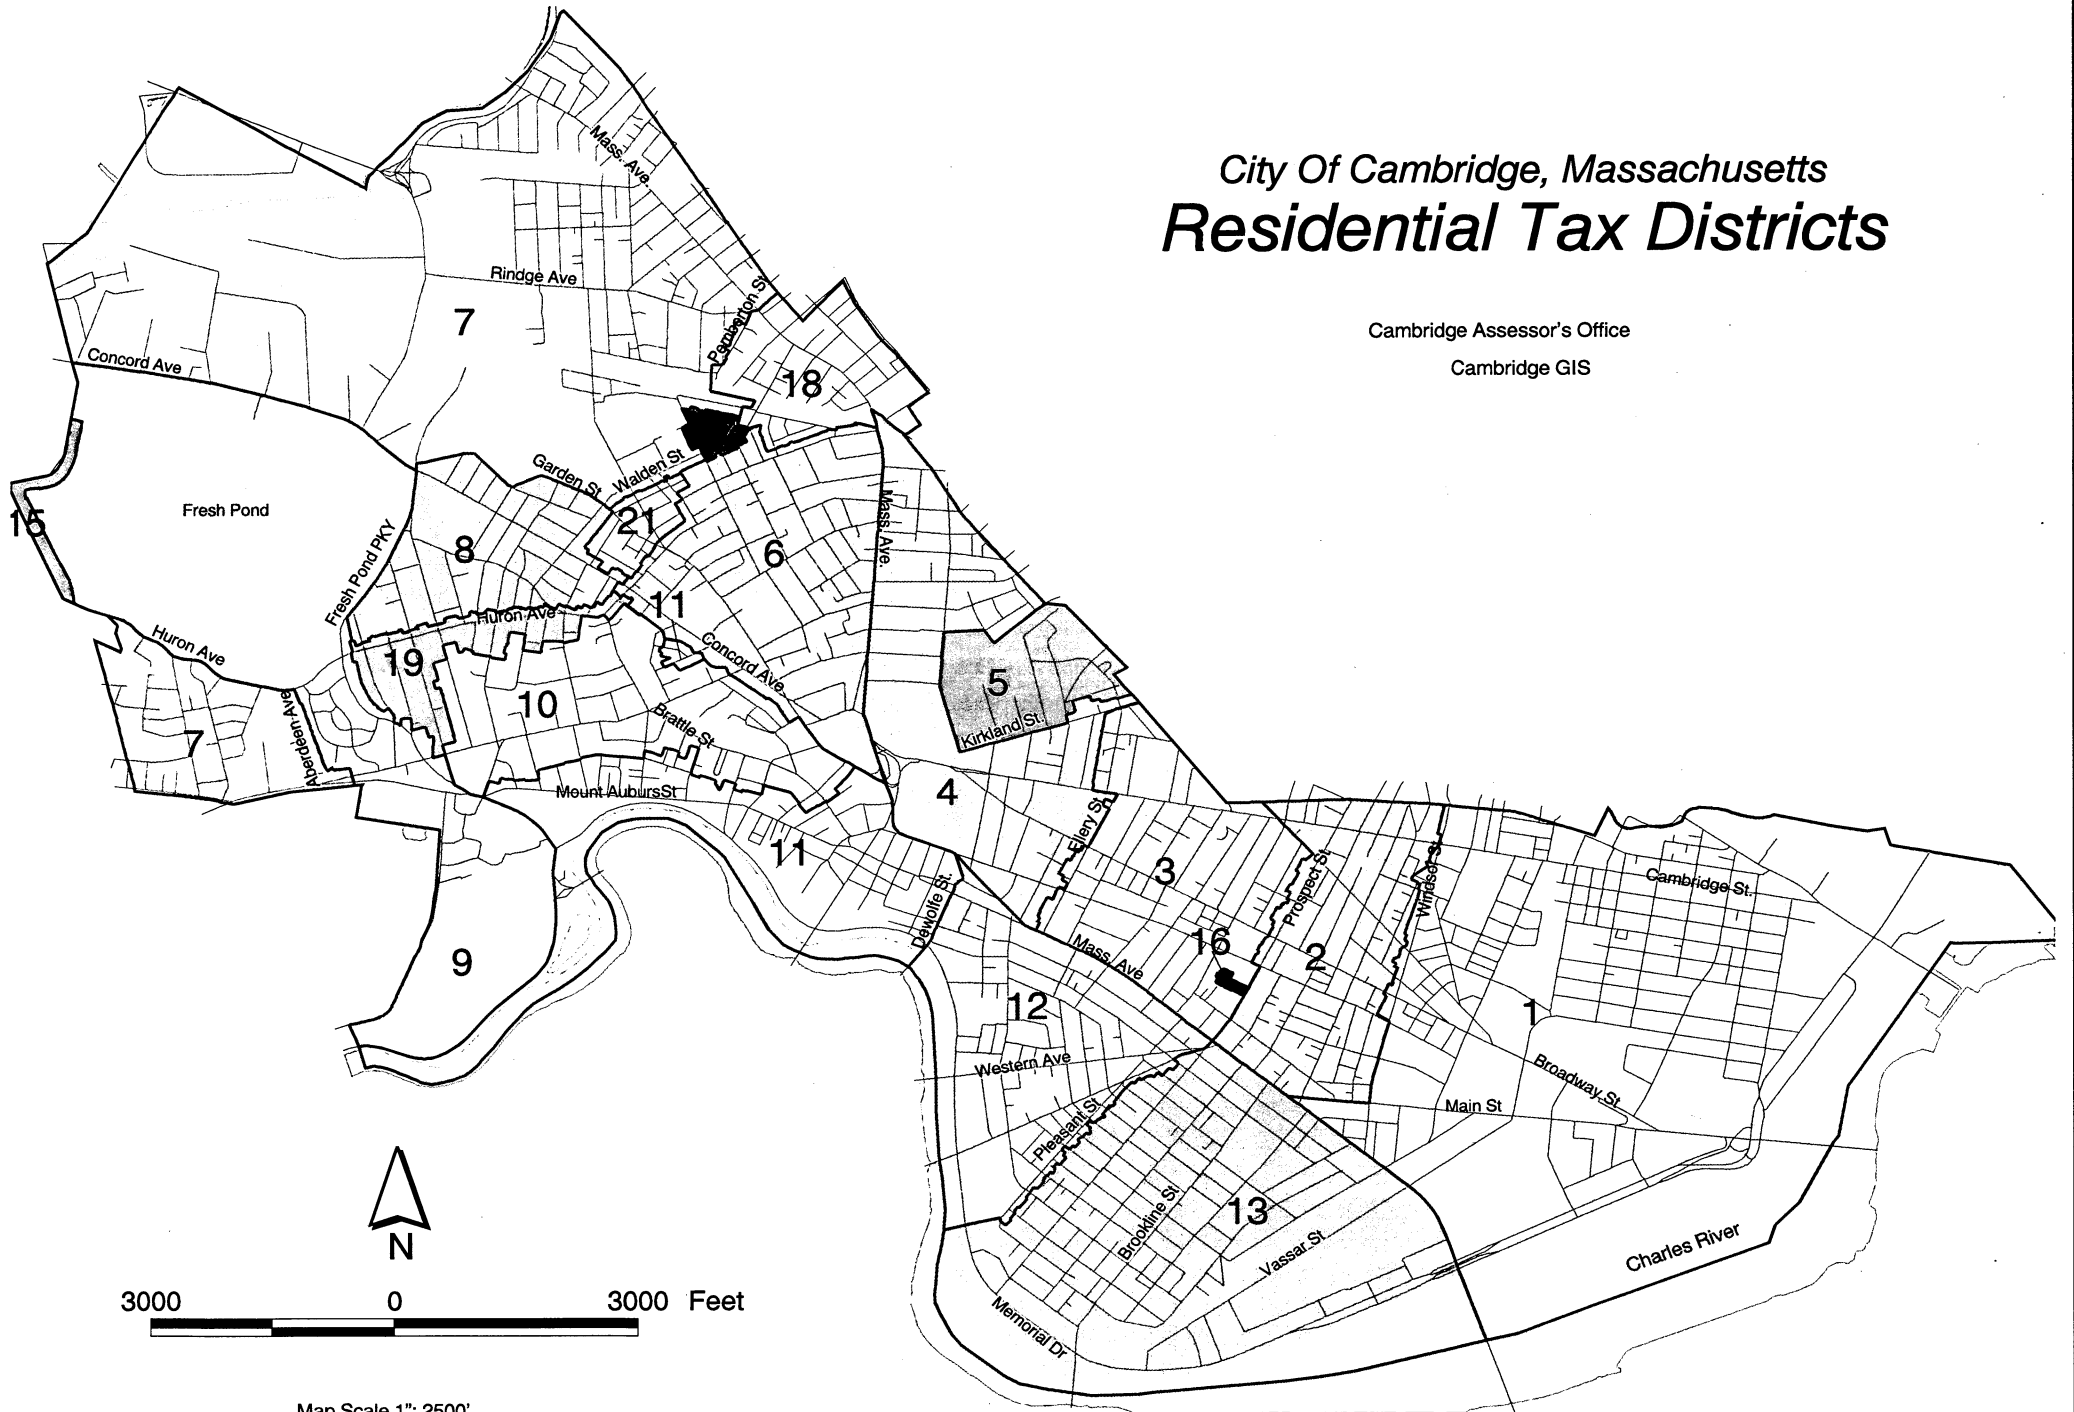 City Of Cambridge, Massachusetts
Residential Tax Districts
Cambridge Assessor's Office
Cambridge GIS
Mass. Ave.
Rindge Ave
Pemberton St
7
Concord Ave
18
Garden St
Walden St
Fresh Pond
15
Mass. Ave.
21
8
6
Fresh Pond PKY
11
Huron Ave
Huron Ave
Concord Ave.
19
5
10
Brattle St
Kirkland St.
7
Aberdeen Ave
Mount AubursSt
4
Ellery St
11
3
Prospect St
Windsor St
Cambridge St.
Dewolfe St.
16
Mass. Ave
9
2
12
1
Western Ave
Broadway St
Main St
Pleasant St
13
Brookline St
Vassar St
Charles River
N
Memorial Dr
3000 0 3000 Feet
Map Scale 1": 2500'